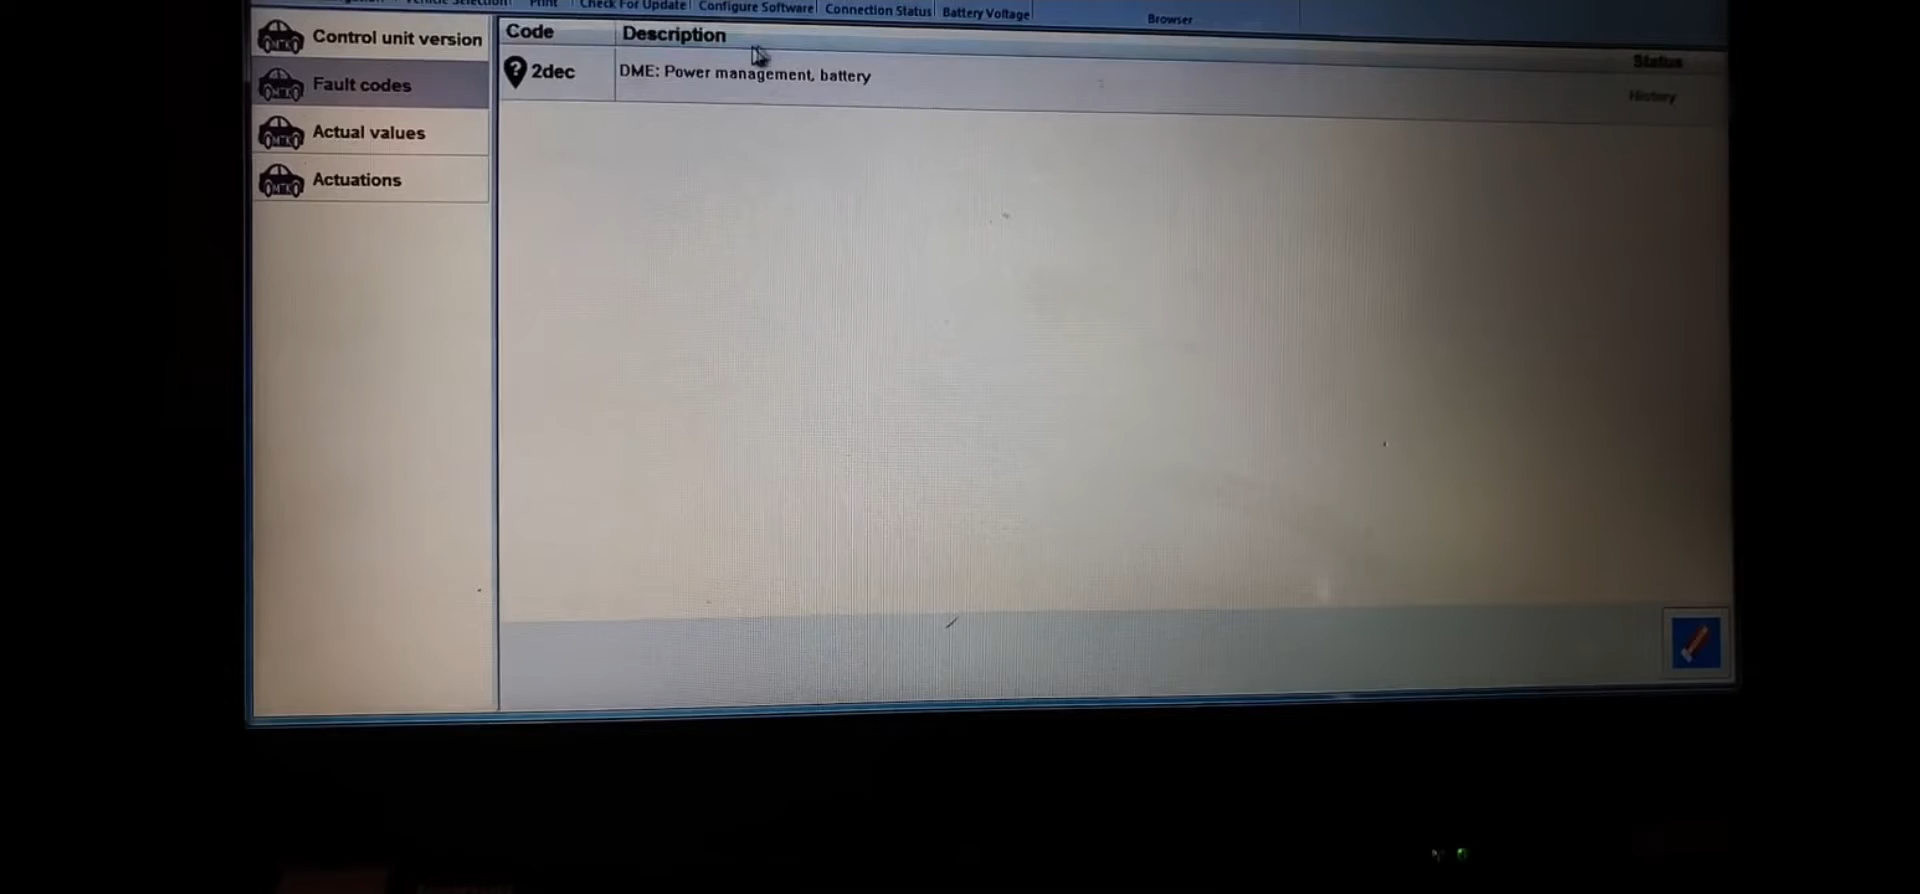 Print
Check For Update
Configure Software
Connection Status
Battery Voltage
Browser
Control unit version
Fault codes
Actual values
Actuations
Code
Description
Status
2dec
DME: Power management, battery
History